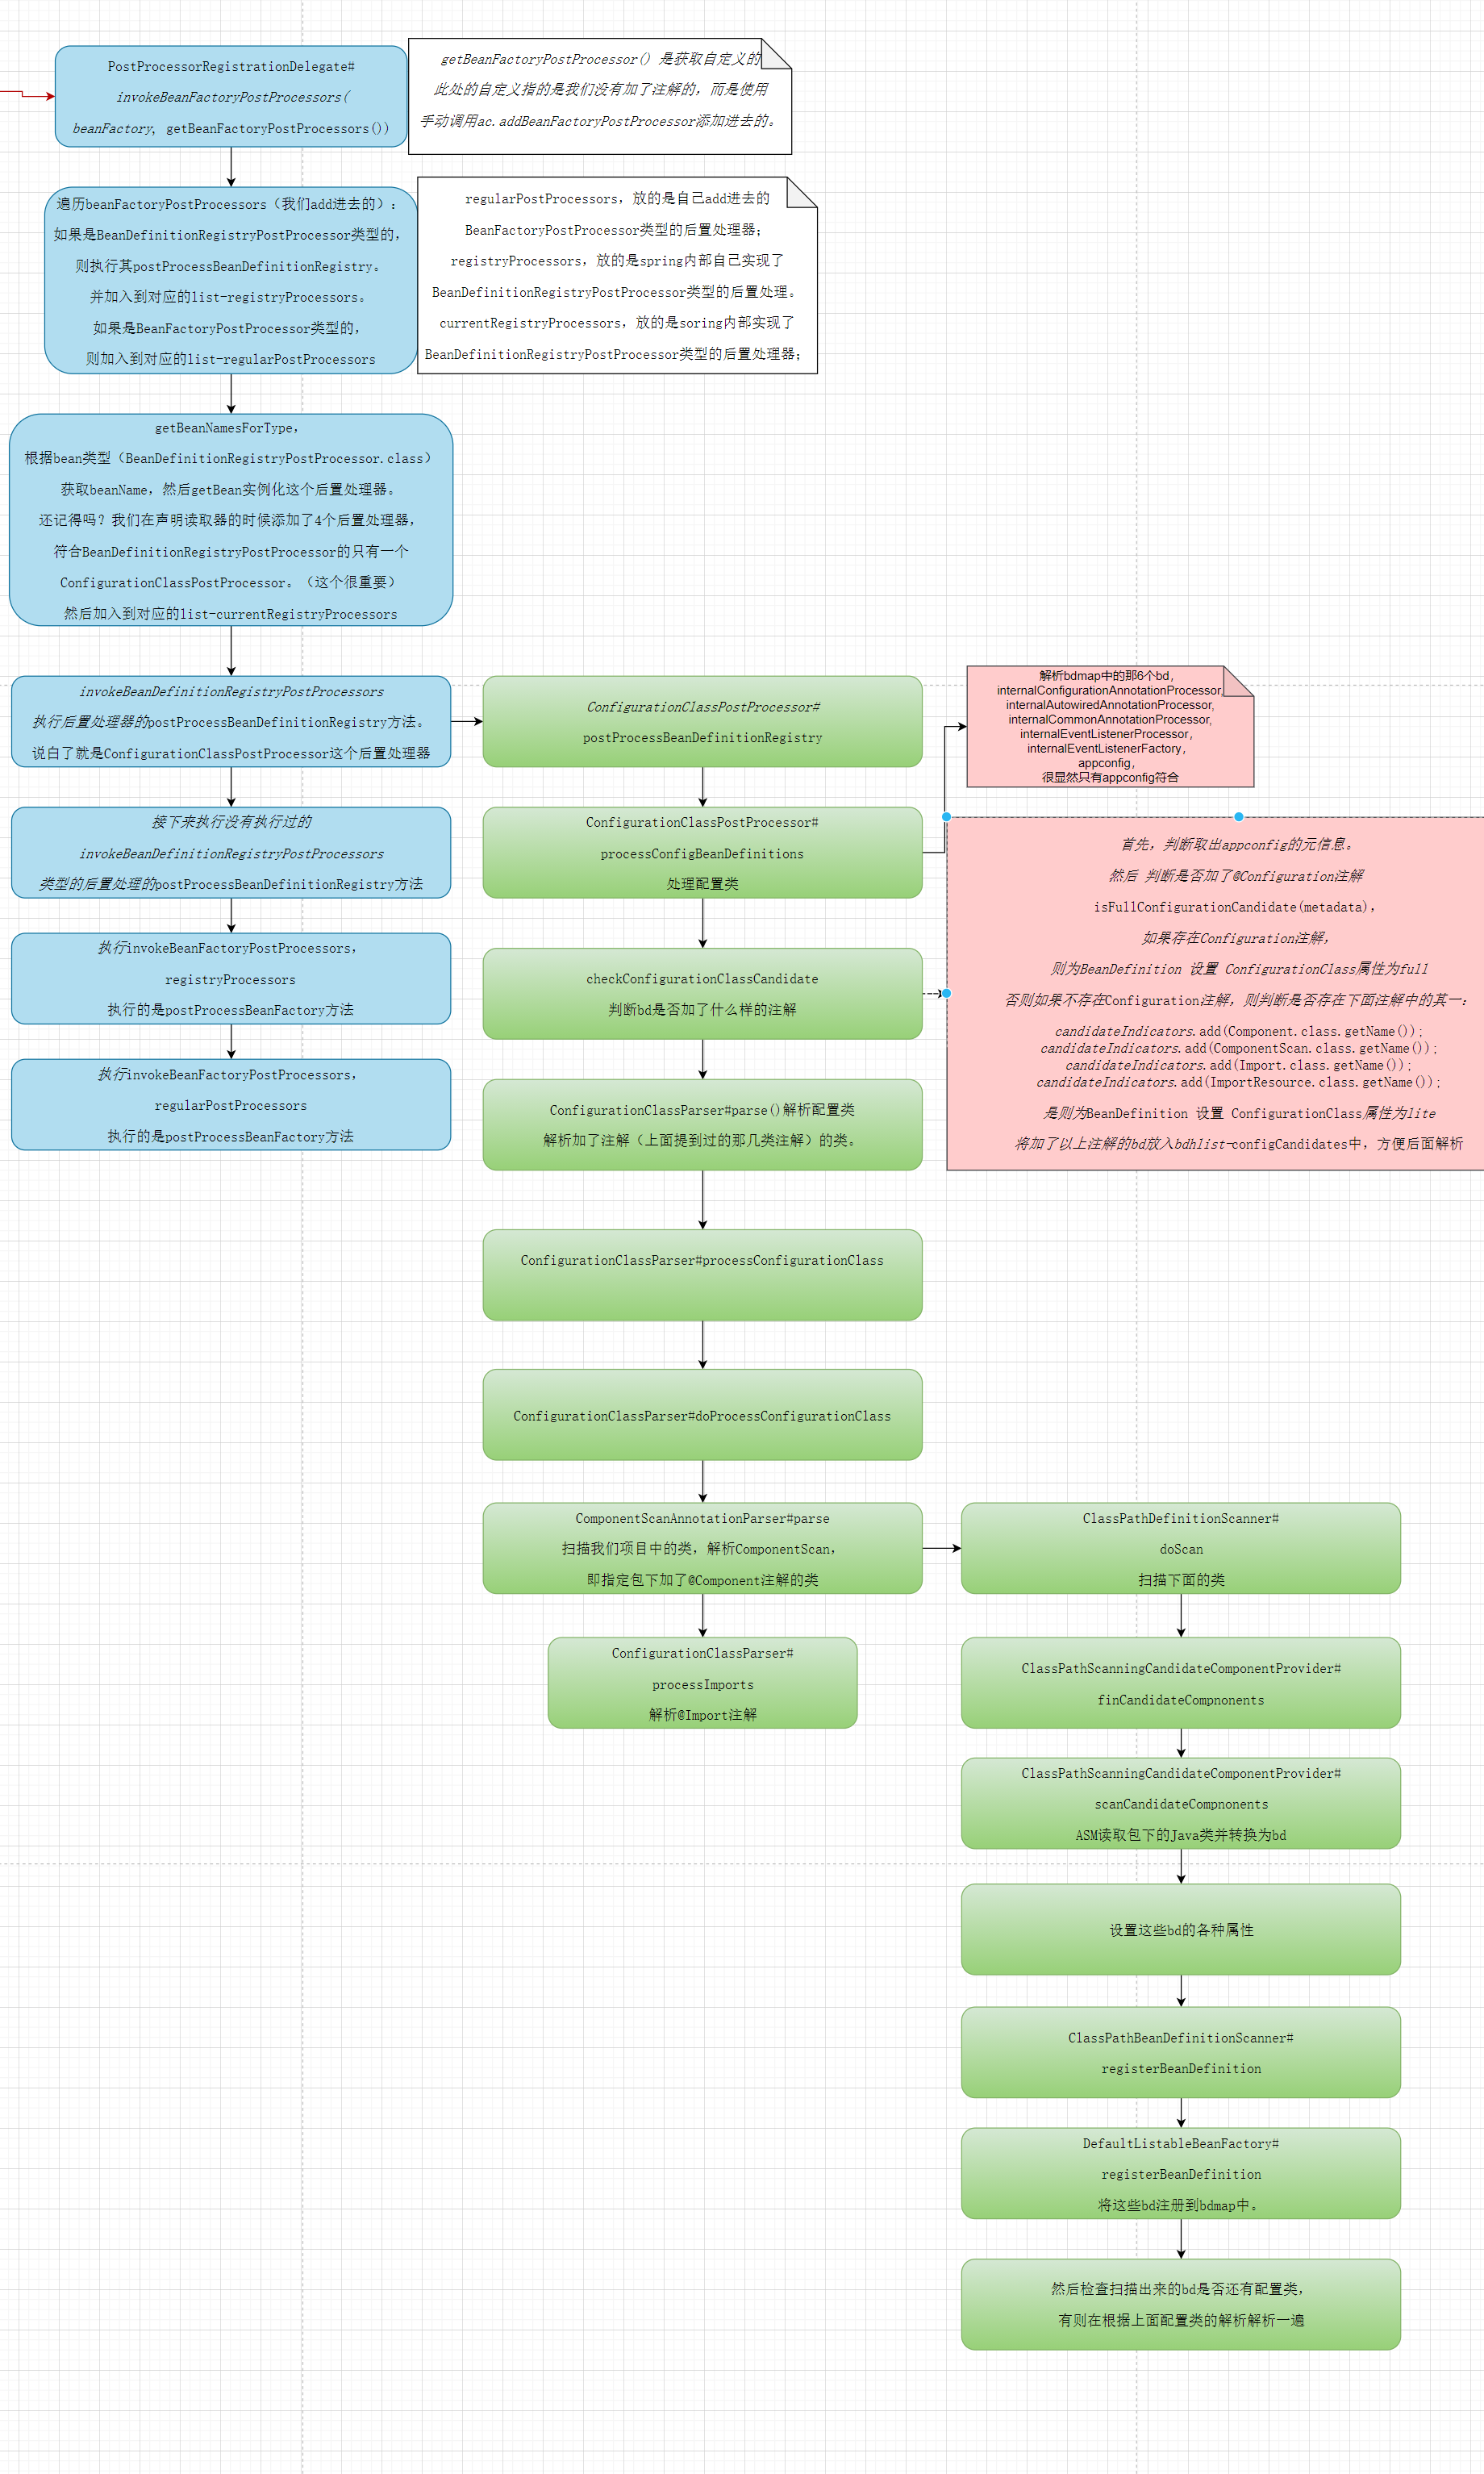 PostProcessorRegistrationDelegate#
invokeBeanFactoryPostProcessors(
beanFactory, getBeanFactoryPostProcessors())
getBeanFactoryPostProcessor() 是获取自定义的
此处的自定义指的是我们没有加了注解的，而是使用
手动调用ac.addBeanFactoryPostProcessor添加进去的。
遍历beanFactoryPostProcessors（我们add进去的）：
如果是BeanDefinitionRegistryPostProcessor类型的，
则执行其postProcessBeanDefinitionRegistry。
并加入到对应的list-registryProcessors。
如果是BeanFactoryPostProcessor类型的，
则加入到对应的list-regularPostProcessors
regularPostProcessors，放的是自己add进去的
BeanFactoryPostProcessor类型的后置处理器；
registryProcessors，放的是spring内部自己实现了
BeanDefinitionRegistryPostProcessor类型的后置处理。
currentRegistryProcessors，放的是soring内部实现了
BeanDefinitionRegistryPostProcessor类型的后置处理器；
getBeanNamesForType，
根据bean类型（BeanDefinitionRegistryPostProcessor.class）
获取beanName，然后getBean实例化这个后置处理器。
还记得吗？我们在声明读取器的时候添加了4个后置处理器，
符合BeanDefinitionRegistryPostProcessor的只有一个
ConfigurationClassPostProcessor。（这个很重要）
然后加入到对应的list-currentRegistryProcessors
invokeBeanDefinitionRegistryPostProcessors
执行后置处理器的postProcessBeanDefinitionRegistry方法。
说白了就是ConfigurationClassPostProcessor这个后置处理器
接下来执行没有执行过的
invokeBeanDefinitionRegistryPostProcessors
类型的后置处理的postProcessBeanDefinitionRegistry方法
执行invokeBeanFactoryPostProcessors，
registryProcessors
执行的是postProcessBeanFactory方法
执行invokeBeanFactoryPostProcessors，
regularPostProcessors
执行的是postProcessBeanFactory方法
ConfigurationClassPostProcessor#
postProcessBeanDefinitionRegistry
ConfigurationClassPostProcessor#
processConfigBeanDefinitions
处理配置类
解析bdmap中的那6个bd，
internalConfigurationAnnotationProcessor,
internalAutowiredAnnotationProcessor,
internalCommonAnnotationProcessor,
internalEventListenerProcessor，
internalEventListenerFactory，
appconfig，
很显然只有appconfig符合
checkConfigurationClassCandidate
判断bd是否加了什么样的注解
首先，判断取出appconfig的元信息。
然后 判断是否加了@Configuration注解
isFullConfigurationCandidate(metadata)，
如果存在Configuration注解，
则为BeanDefinition 设置 ConfigurationClass属性为full
否则如果不存在Configuration注解，则判断是否存在下面注解中的其一：
candidateIndicators.add(Component.class.getName());
candidateIndicators.add(ComponentScan.class.getName());
candidateIndicators.add(Import.class.getName());
candidateIndicators.add(ImportResource.class.getName());
是则为BeanDefinition 设置 ConfigurationClass属性为lite
将加了以上注解的bd放入bdhlist-configCandidates中，方便后面解析
ConfigurationClassParser#parse()解析配置类
解析加了注解（上面提到过的那几类注解）的类。
ConfigurationClassParser#processConfigurationClass
ConfigurationClassParser#doProcessConfigurationClass
ComponentScanAnnotationParser#parse
扫描我们项目中的类，解析ComponentScan，
即指定包下加了@Component注解的类
ConfigurationClassParser#
processImports
解析@Import注解
ClassPathDefinitionScanner#
doScan
扫描下面的类
ClassPathScanningCandidateComponentProvider#
finCandidateCompnonents
ClassPathScanningCandidateComponentProvider#
scanCandidateCompnonents
ASM读取包下的Java类并转换为bd
设置这些bd的各种属性
ClassPathBeanDefinitionScanner#
registerBeanDefinition
DefaultListableBeanFactory#
registerBeanDefinition
将这些bd注册到bdmap中。
然后检查扫描出来的bd是否还有配置类，
有则在根据上面配置类的解析解析一遍